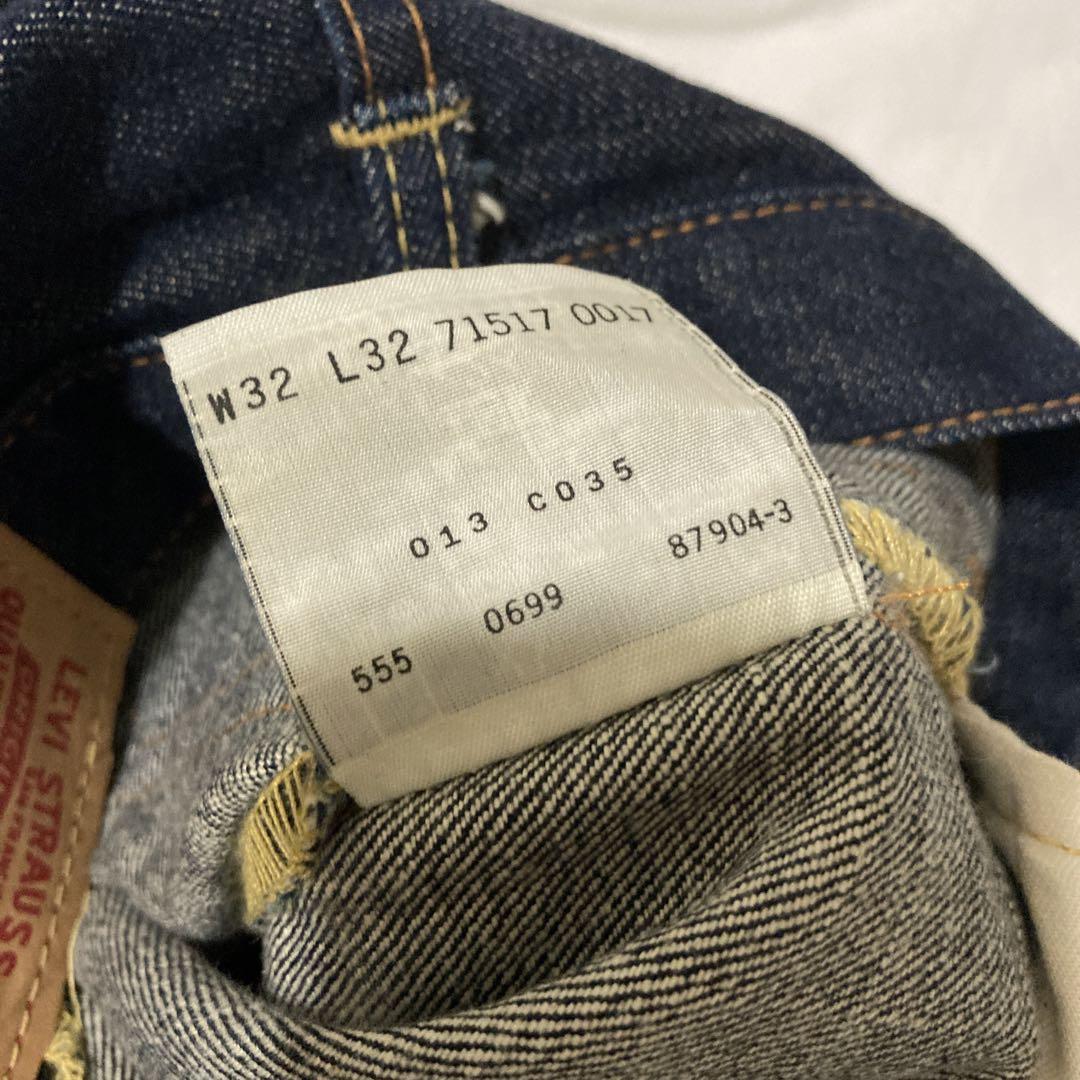 W32 L32 71517 0017
013 C035
87904-3
555 0699
LEVI STRAUSS